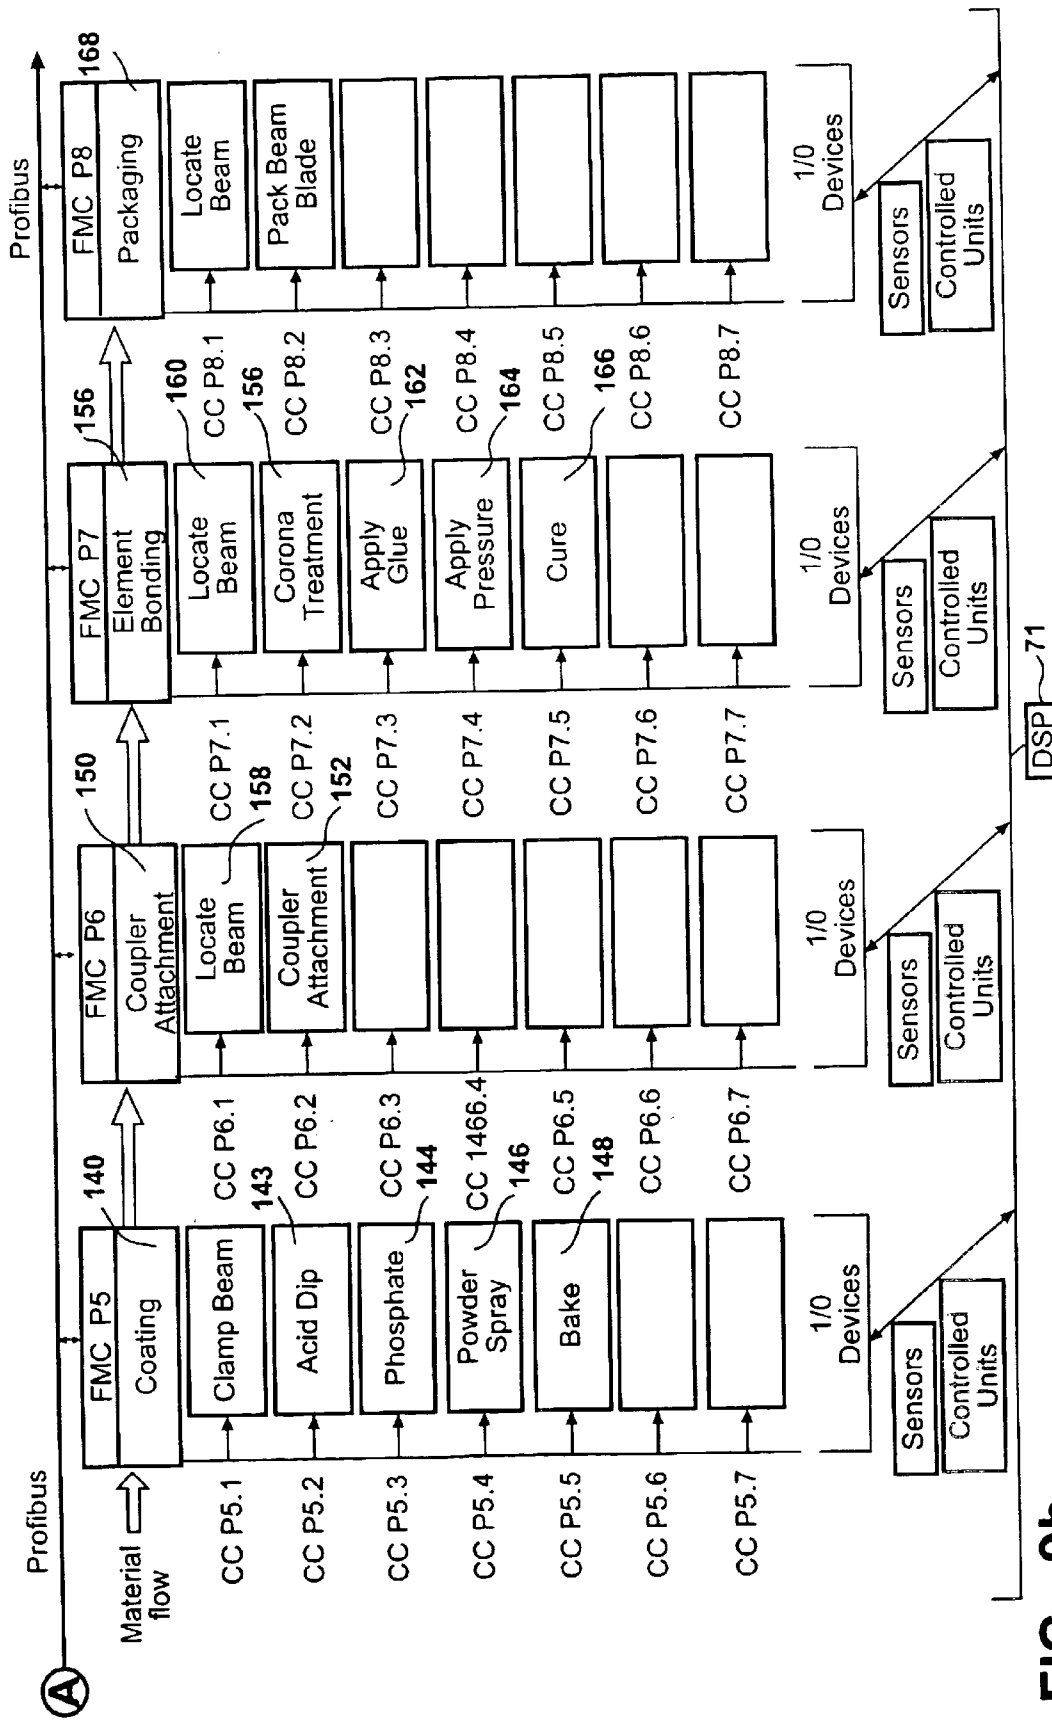 Profibus
Profibus
A
Material
flow
FMC P5
Coating
140
CC P5.1
Clamp Beam
CC P5.2
Acid Dip
143
CC P5.3
Phosphate
144
CC P5.4
Powder
Spray
146
CC P5.5
Bake
148
CC P5.6
CC P5.7
1/0
Devices
Sensors
Controlled
Units
FMC P6
Coupler
Attachment
150
CC P6.1
Locate
Beam
158
CC P6.2
Coupler
Attachment
152
CC P6.3
CC 1466.4
CC P6.5
CC P6.6
CC P6.7
1/0
Devices
Sensors
Controlled
Units
FMC P7
Element
Bonding
156
CC P7.1
Locate
Beam
160
CC P7.2
Corona
Treatment
156
CC P7.3
Apply
Glue
162
CC P7.4
Apply
Pressure
164
CC P7.5
Cure
166
CC P7.6
CC P7.7
1/0
Devices
Sensors
Controlled
Units
FMC P8
Packaging
168
CC P8.1
Locate
Beam
CC P8.2
Pack Beam
Blade
CC P8.3
CC P8.4
CC P8.5
CC P8.6
CC P8.7
1/0
Devices
Sensors
Controlled
Units
DSP
71